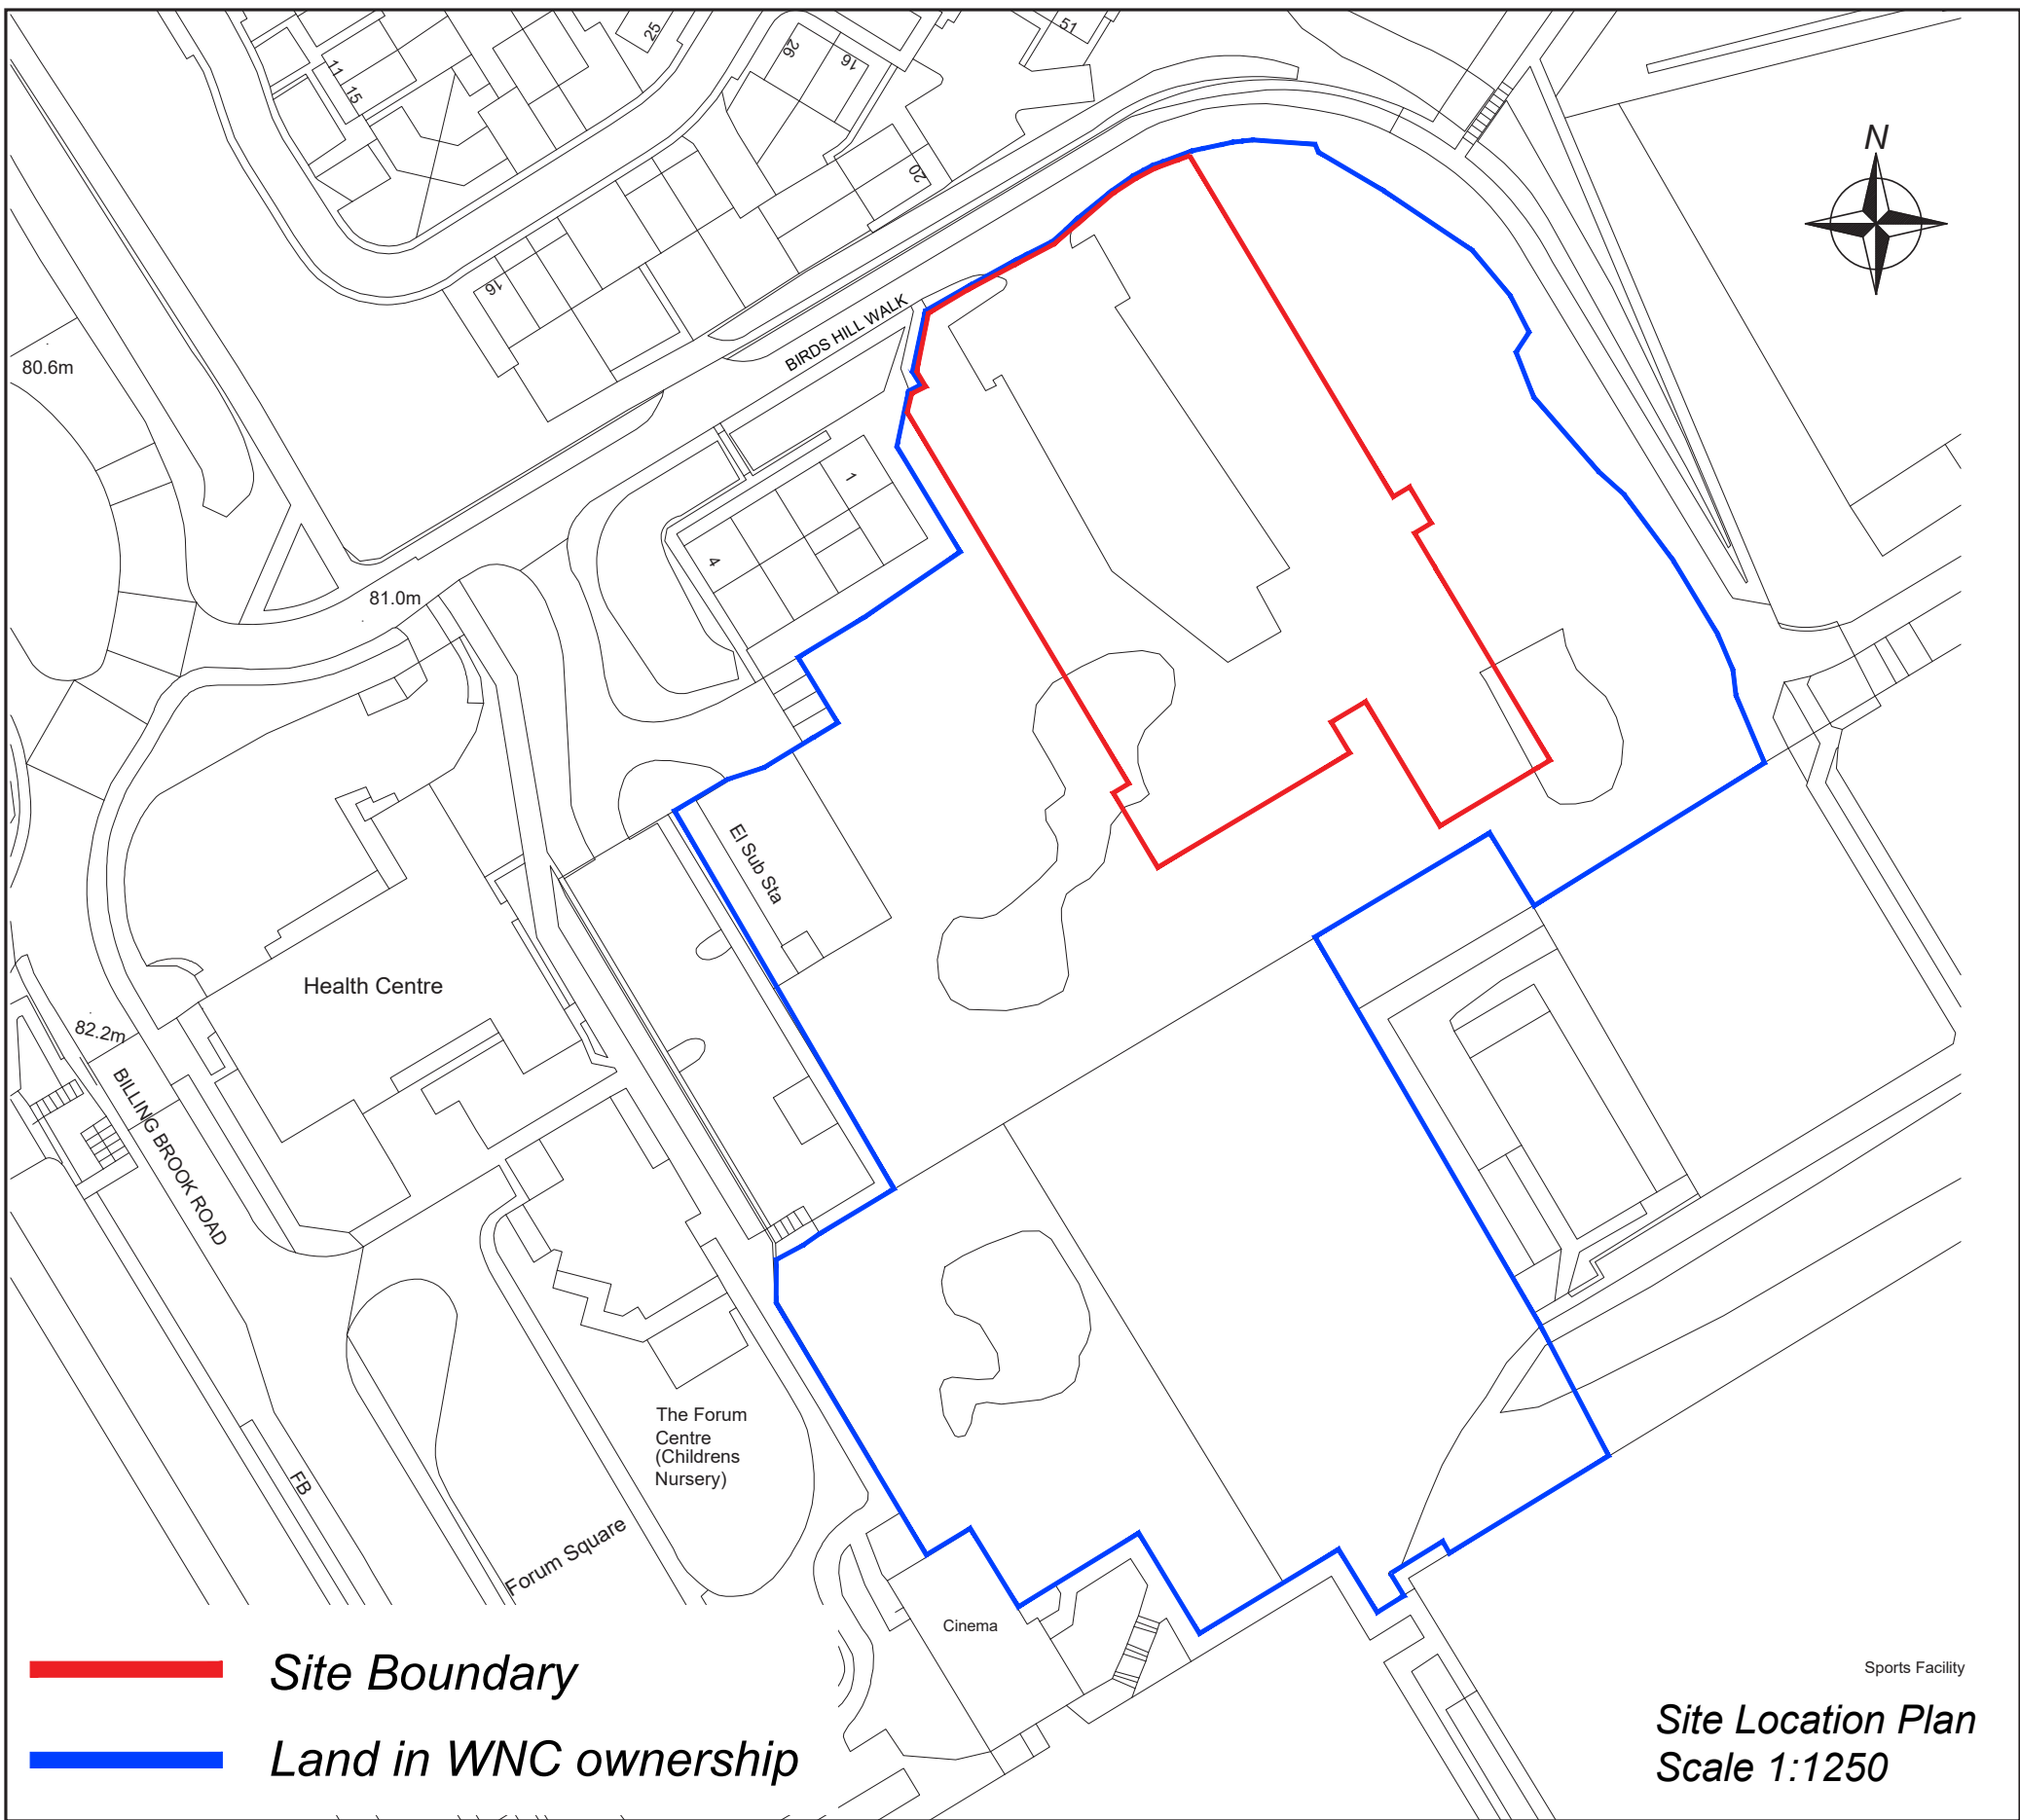 25
51
11
15
26
16
20
N
16
BIRDS HILL WALK
80.6m
1
4
81.0m
El Sub Sta
Health Centre
82.2m
BILLING BROOK ROAD
The Forum
Centre
(Childrens
Nursery)
FB
Forum Square
Cinema
Sports Facility
Site Boundary
Land in WNC ownership
Site Location Plan
Scale 1:1250